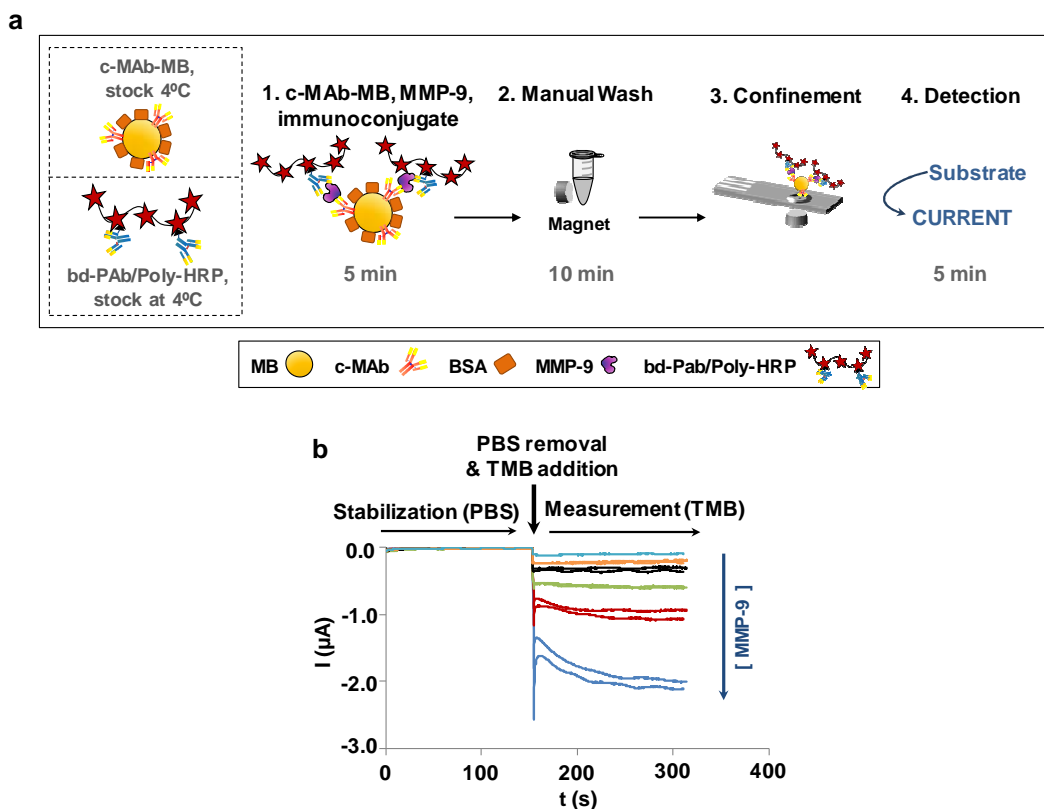 a
c-MAb-MB,
stock 4ºC
bd-PAb/Poly-HRP,
stock at 4ºC
1. c-MAb-MB, MMP-9,
immunoconjugate
5 min
2. Manual Wash
Magnet
10 min
3. Confinement
4. Detection
Substrate
CURRENT
5 min
MB
c-MAb
BSA
MMP-9
bd-Pab/Poly-HRP
b
PBS removal
& TMB addition
Stabilization (PBS)
Measurement (TMB)
0.0
-1.0
-2.0
-3.0
I (µA)
0
100
200
300
400
t (s)
[ MMP-9 ]